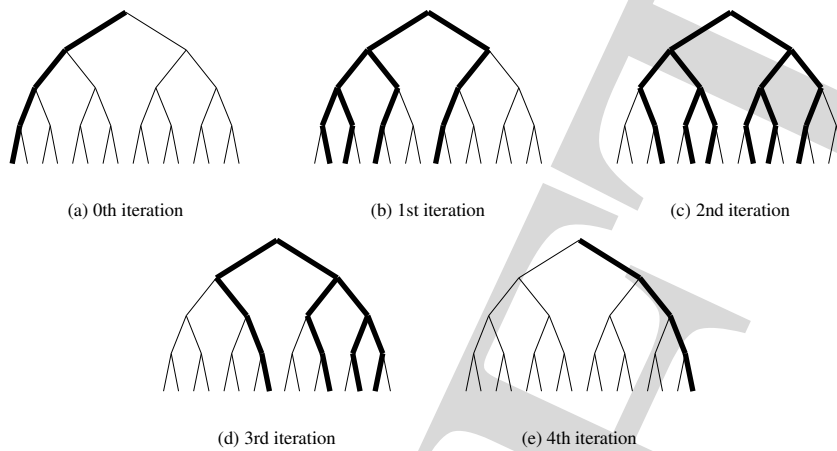 (a) 0th iteration
(b) 1st iteration
(c) 2nd iteration
(d) 3rd iteration
(e) 4th iteration